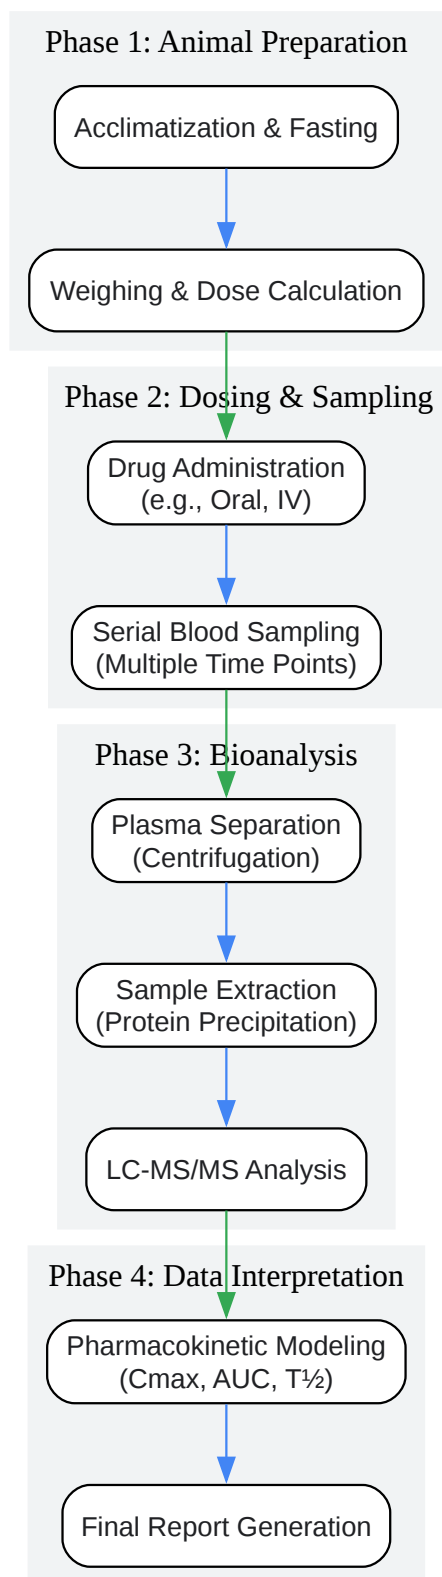 Phase 1: Animal Preparation
Acclimatization & Fasting
Weighing & Dose Calculation
Phase 2: Dosing & Sampling
Drug Administration
(e.g., Oral, IV)
Serial Blood Sampling
(Multiple Time Points)
Phase 3: Bioanalysis
Plasma Separation
(Centrifugation)
Sample Extraction
(Protein Precipitation)
LC-MS/MS Analysis
Phase 4: Data Interpretation
Pharmacokinetic Modeling
(Cmax, AUC, T½)
Final Report Generation